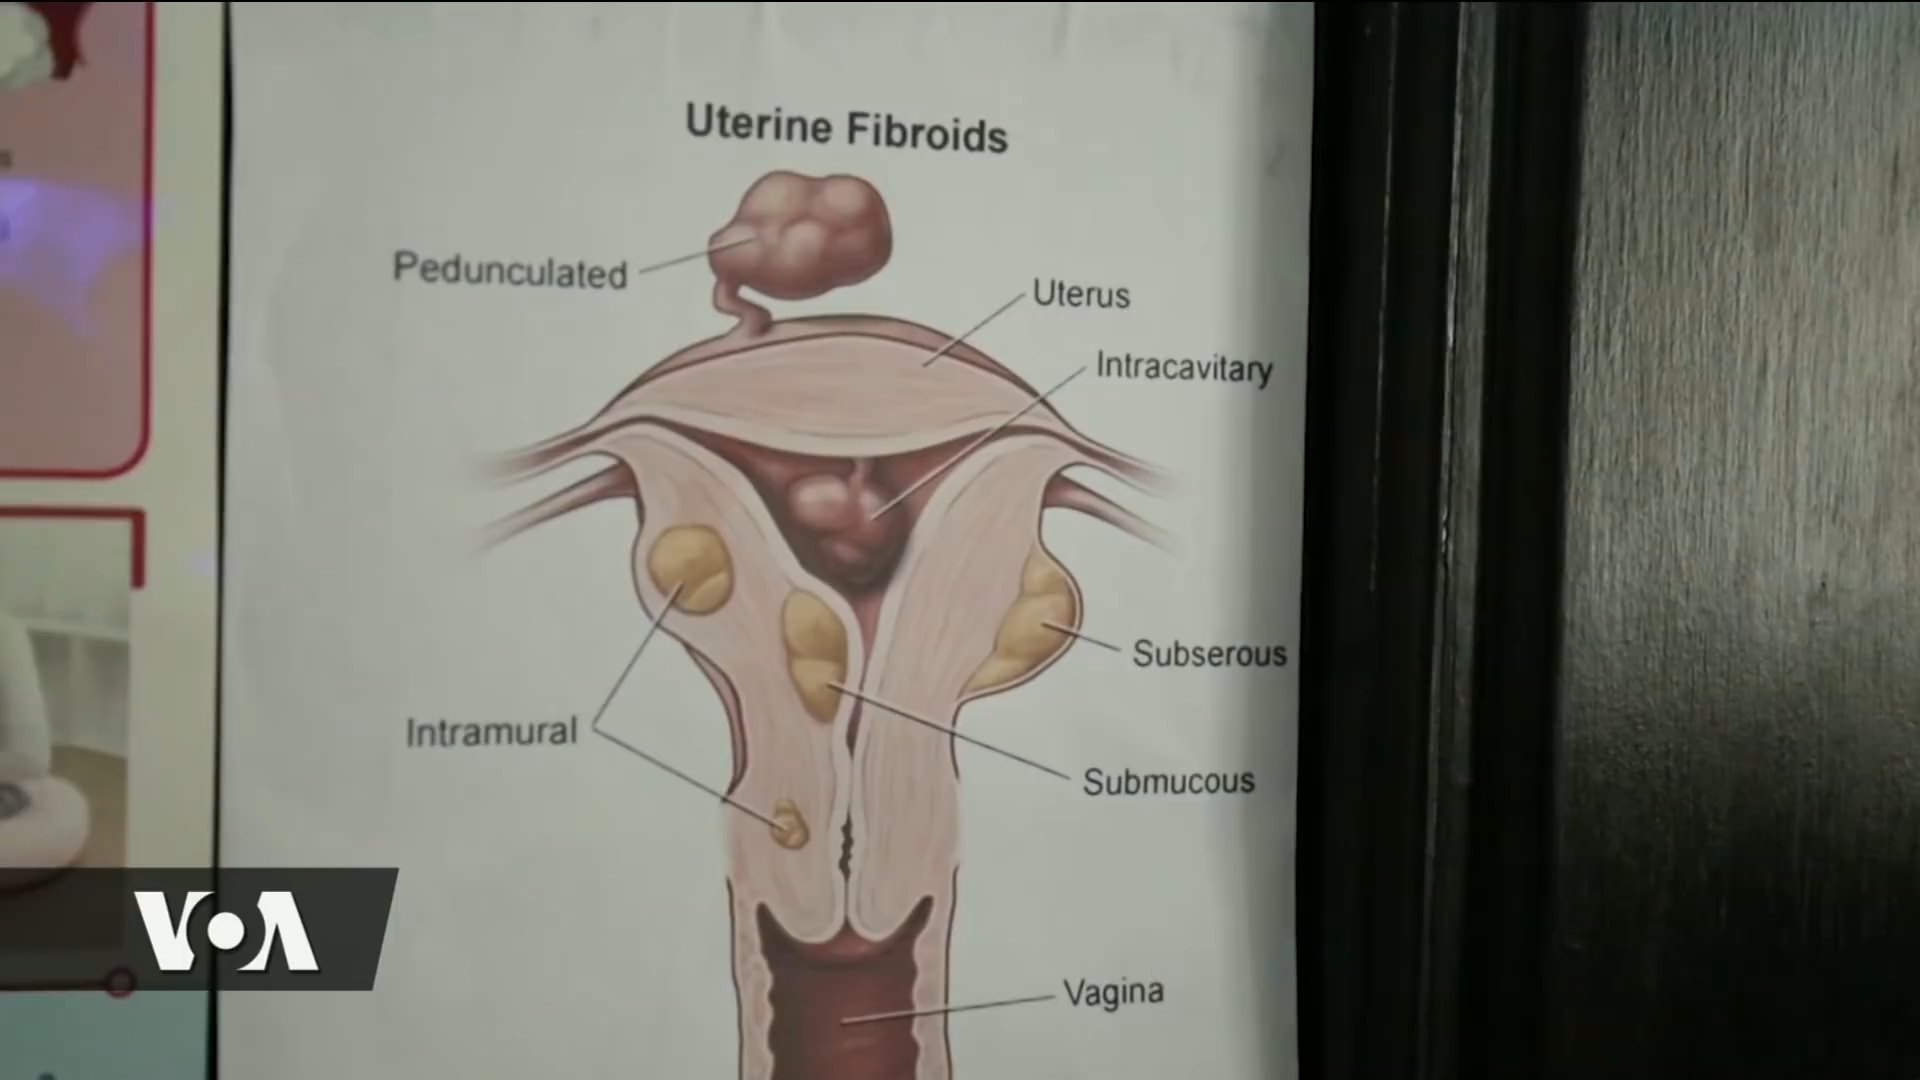 Uterine Fibroids
Pedunculated
Uterus
Intracavitary
Subserous
Intramural
Submucous
Vagina
VOA